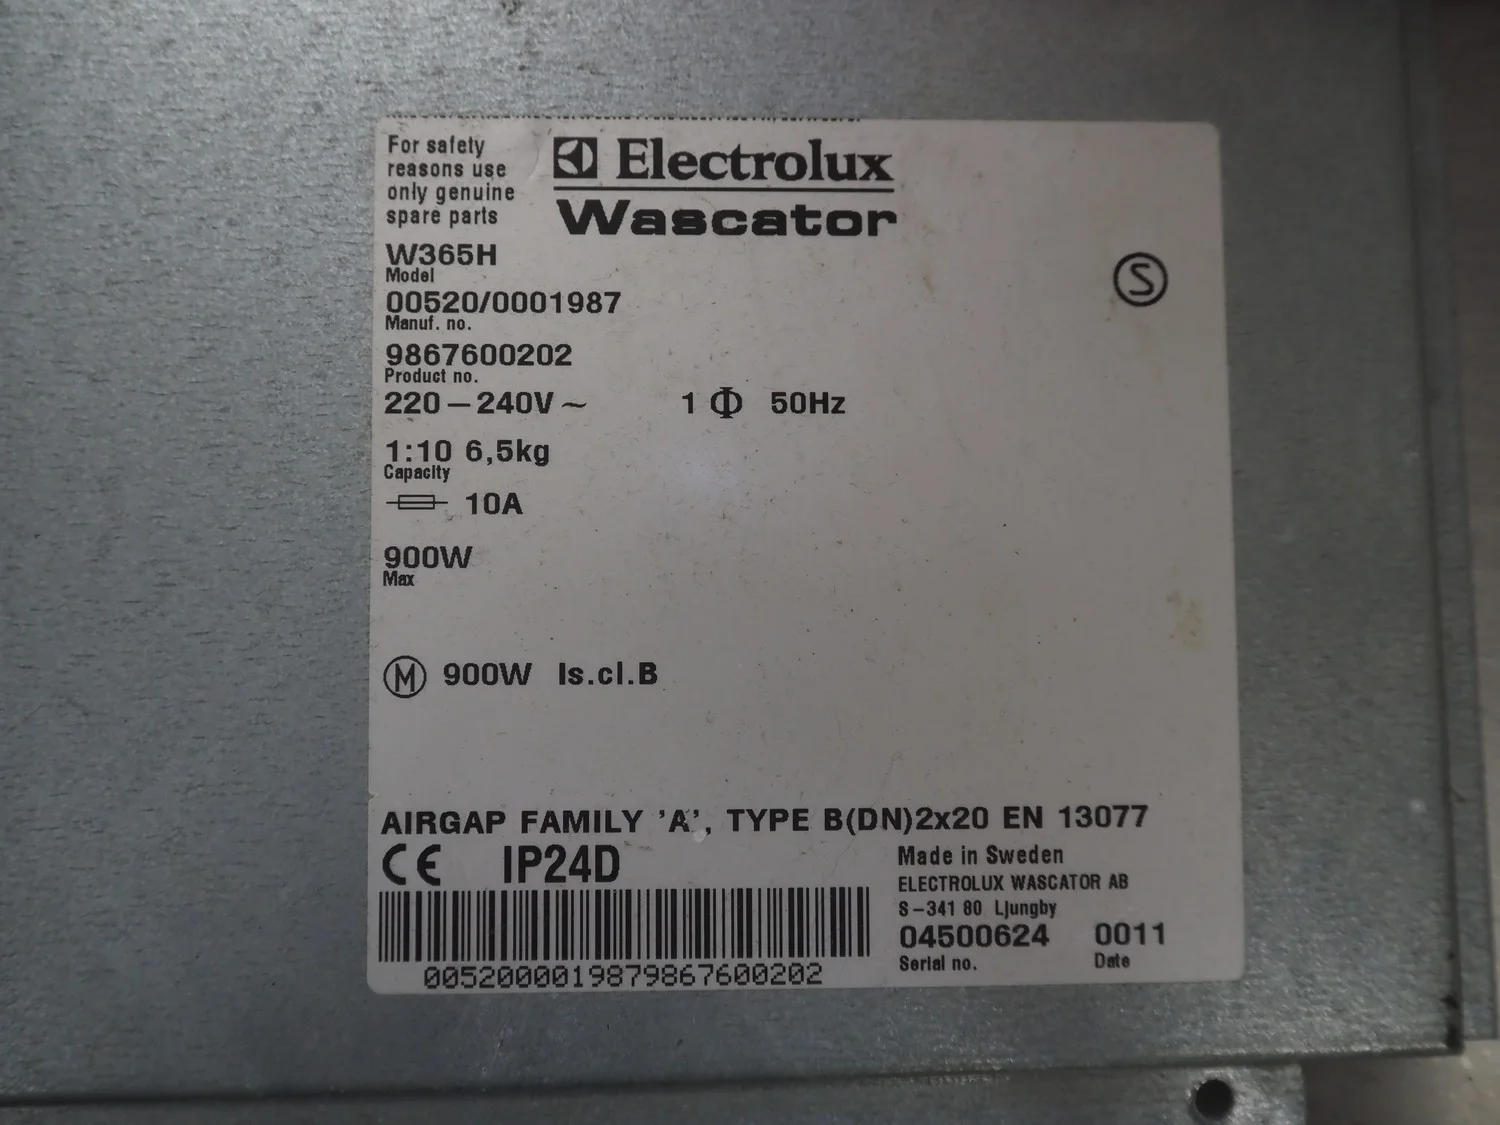 For safety
reasons use
only genuine
spare parts
Electrolux
Wascator
W365H
Model
S
00520/0001987
Manuf. no.
9867600202
Product no.
220–240V~ 1 Φ 50Hz
1:10 6,5kg
Capacity
10A
900W
Max
M 900W Is.cl.B
AIRGAP FAMILY 'A', TYPE B(DN)2x20 EN 13077
CE IP24D
Made in Sweden
ELECTROLUX WASCATOR AB
S–341 80 Ljungby
04500624 0011
Serial no. Date
0052000019879867600202